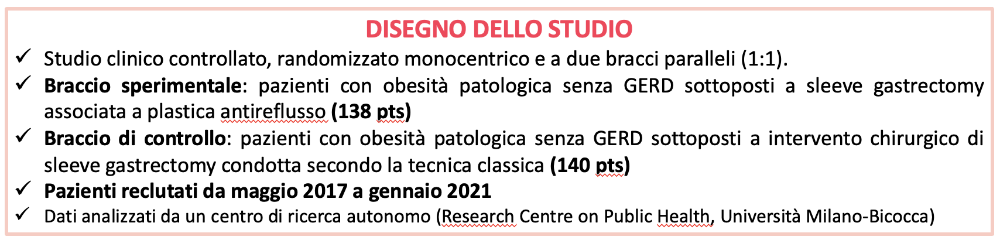 DISEGNO DELLO STUDIO
✓ Studio clinico controllato, randomizzato monocentrico e a due bracci paralleli (1:1).
✓ Braccio sperimentale: pazienti con obesità patologica senza GERD sottoposti a sleeve gastrectomy
associata a plastica antireflusso (138 pts)
✓ Braccio di controllo: pazienti con obesità patologica senza GERD sottoposti a intervento chirurgico di
sleeve gastrectomy condotta secondo la tecnica classica (140 pts)
✓ Pazienti reclutati da maggio 2017 a gennaio 2021
✓ Dati analizzati da un centro di ricerca autonomo (Research Centre on Public Health, Università Milano-Bicocca)